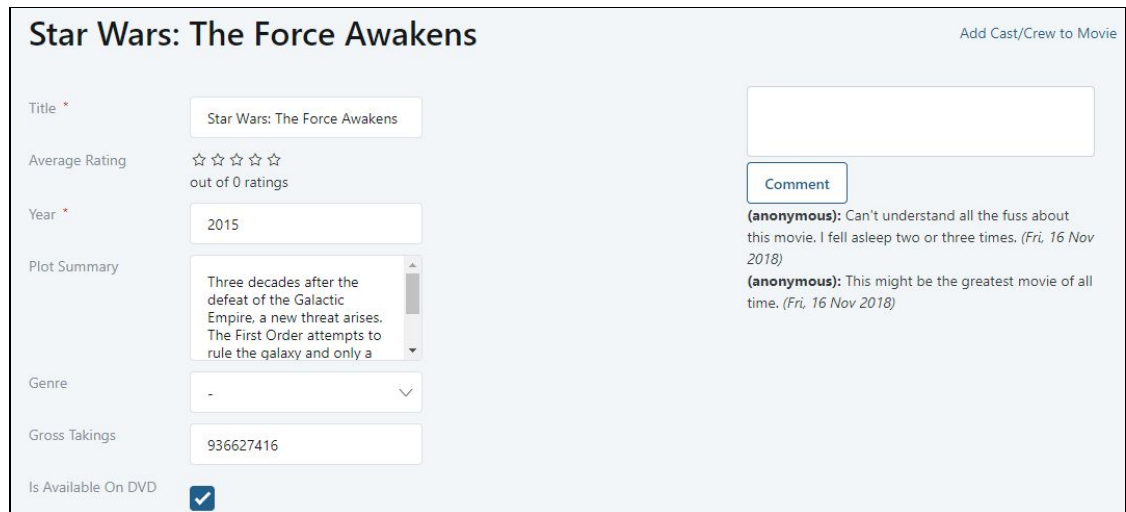 Star Wars: The Force Awakens
Add Cast/Crew to Movie
Title *
Star Wars: The Force Awakens
Average Rating
out of 0 ratings
Year *
2015
Plot Summary
Three decades after the
defeat of the Galactic
Empire, a new threat arises.
The First Order attempts to
rule the galaxy and only a
Genre
-
Gross Takings
936627416
Is Available On DVD
Comment
(anonymous): Can't understand all the fuss about
this movie. I fell asleep two or three times. (Fri, 16 Nov
2018)
(anonymous): This might be the greatest movie of all
time. (Fri, 16 Nov 2018)